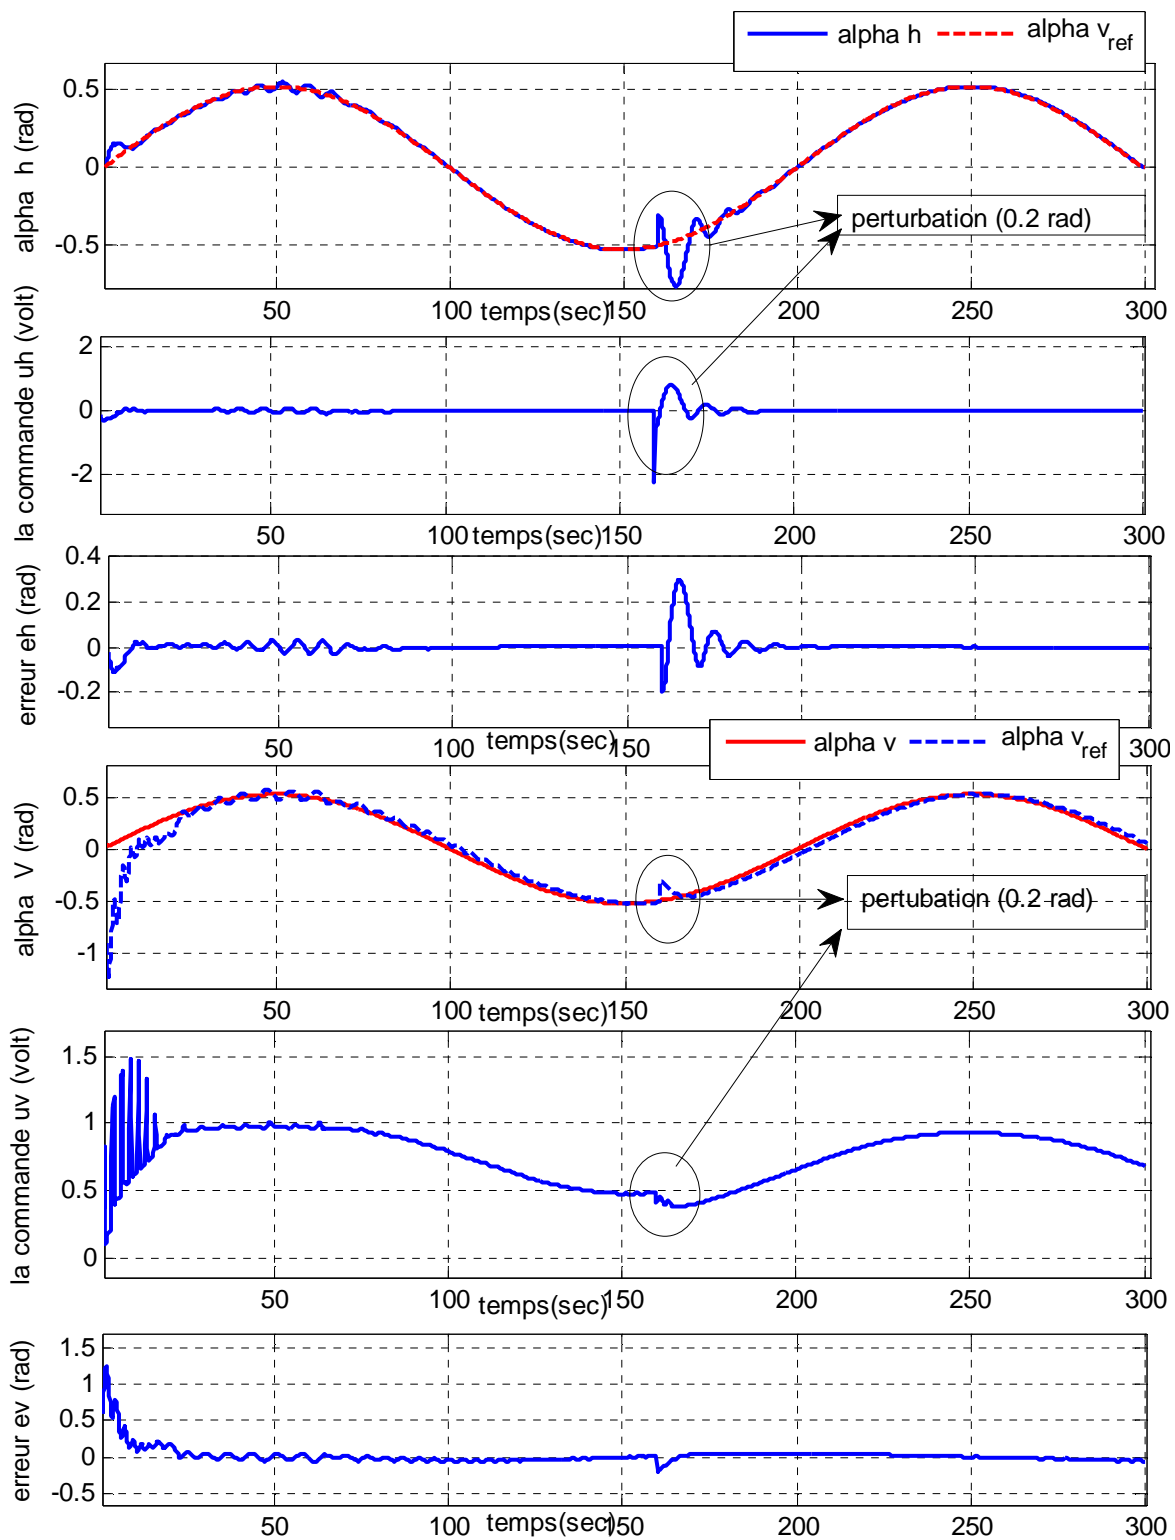 alpha h alpha v_ref
0.5
0
-0.5
alpha h (rad)
perturbation (0.2 rad)
50 100 temps(sec) 150 200 250 300
2
0
-2
la commande uh (volt)
50 100 temps(sec) 150 200 250 300
0.4
0.2
0
-0.2
erreur eh (rad)
50 100 temps(sec) 150 200 250 300
alpha v alpha v_ref
0.5
0
-0.5
-1
alpha V (rad)
pertubation (0.2 rad)
50 100 temps(sec) 150 200 250 300
1.5
1
0.5
0
la commande uv (volt)
50 100 temps(sec) 150 200 250 300
1.5
1
0.5
0
-0.5
erreur ev (rad)
50 100 temps(sec) 150 200 250 300